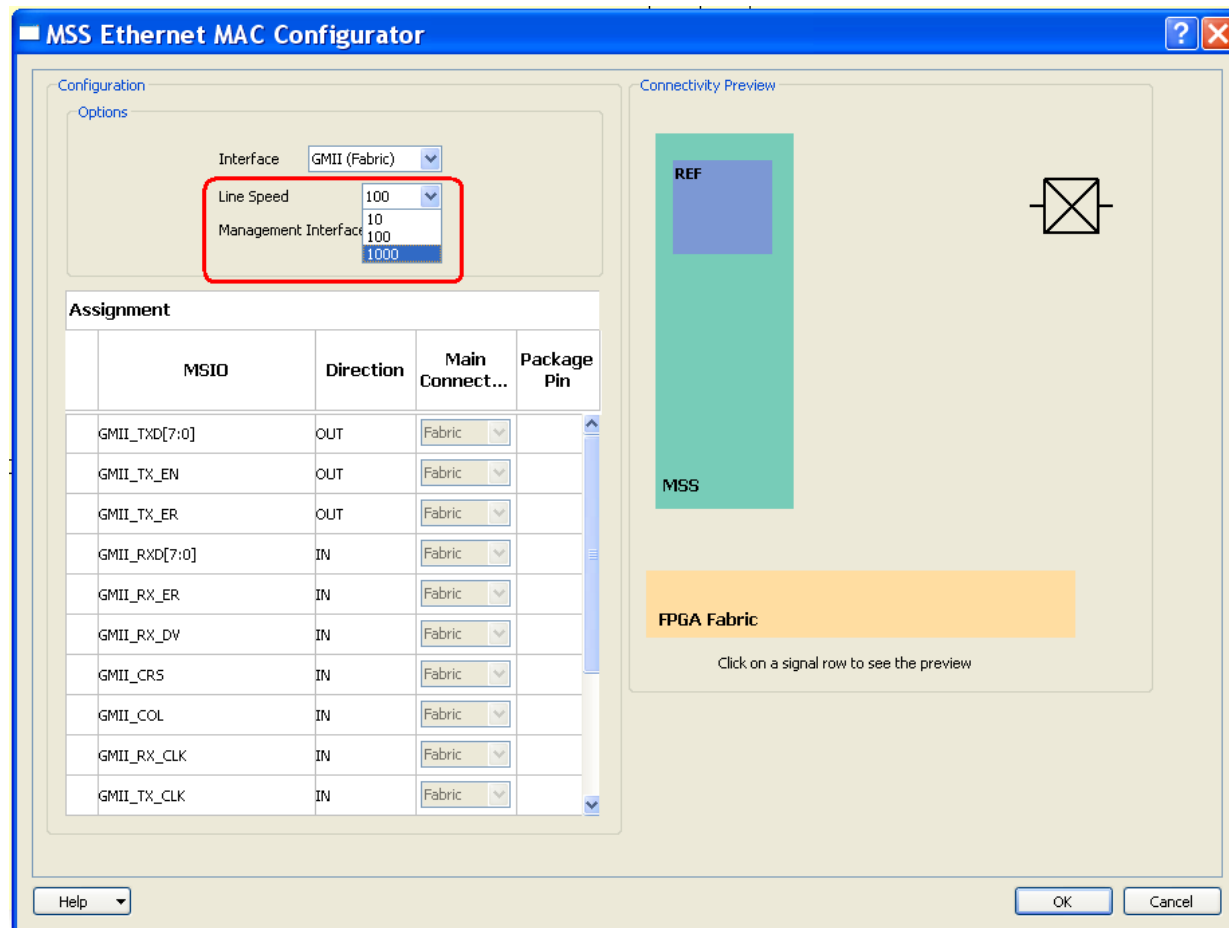 MSS Ethernet MAC Configurator
Configuration
Options
Interface GMII (Fabric)
Line Speed 100
10
Management Interface 100
1000
Assignment
MSIO Direction Main Connect... Package Pin
GMII_TXD[7:0] OUT Fabric
GMII_TX_EN OUT Fabric
GMII_TX_ER OUT Fabric
GMII_RXD[7:0] IN Fabric
GMII_RX_ER IN Fabric
GMII_RX_DV IN Fabric
GMII_CRS IN Fabric
GMII_COL IN Fabric
GMII_RX_CLK IN Fabric
GMII_TX_CLK IN Fabric
Connectivity Preview
REF
MSS
FPGA Fabric
Click on a signal row to see the preview
Help OK Cancel